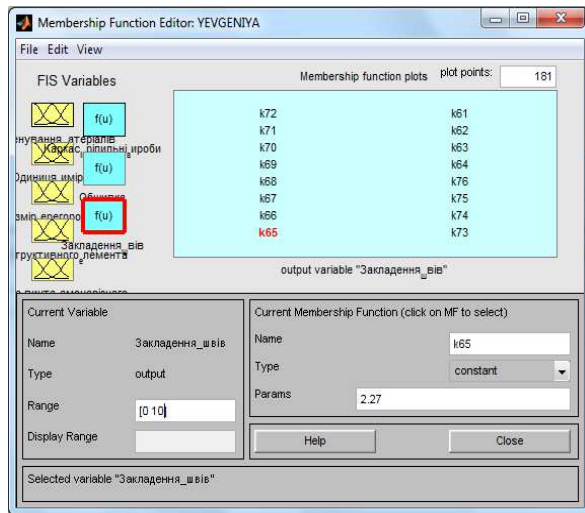 Membership Function Editor: YEVGENIYA
File Edit View
FIS Variables
Membership function plots
plot points:
181
f(u)
f(u)
f(u)
Закладення_вів
k72
k71
k70
k69
k68
k67
k66
k65
k61
k62
k63
k64
k76
k75
k74
k73
output variable "Закладення_вів"
Current Variable
Name Закладення_швів
Type output
Range [0 10]
Display Range
Current Membership Function (click on MF to select)
Name k65
Type constant
Params 2.27
Help Close
Selected variable "Закладення_швів"